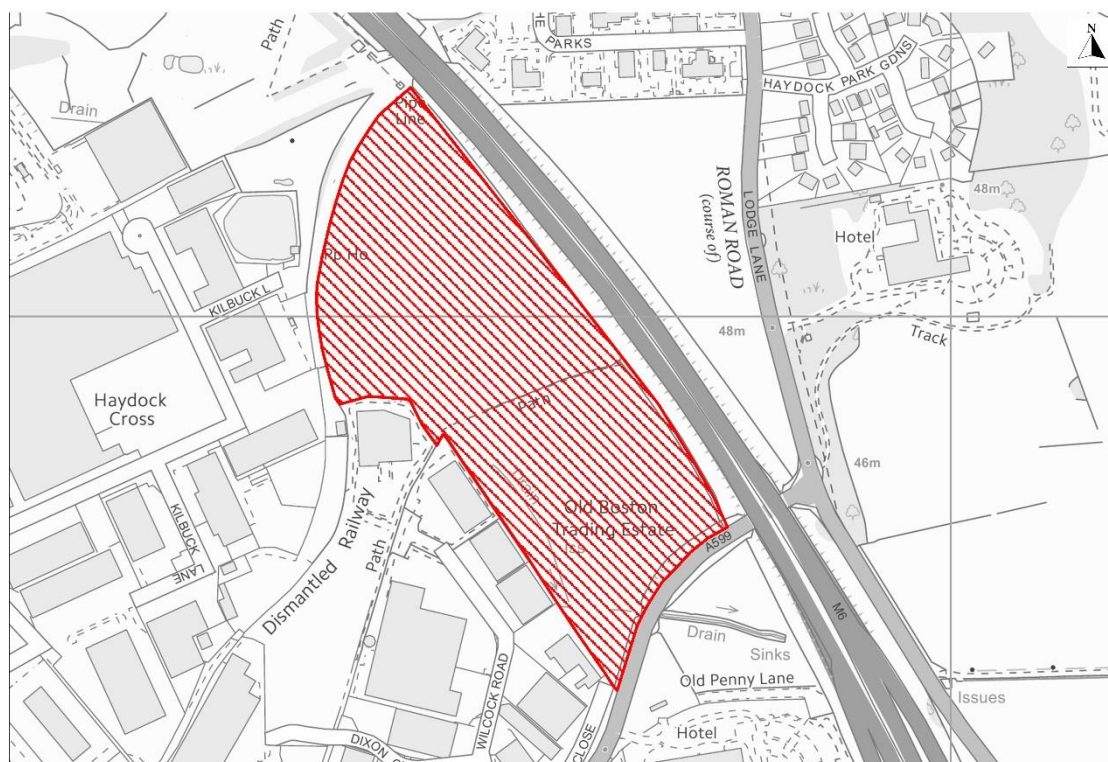 THE
PARKS
Path
N
HAYDOCK PARK GDNS
Drain
Pipe
Line
48m
ROMAN ROAD
(course of)
LODGE LANE
Hotel
Pp Ho
KILBUCK L
48m
Track
Haydock
Cross
Path
46m
Drain
Old Boston
Trading Estate
Iss
A599
KILBUCK
LANE
Dismantled Railway
Path
M6
Drain
Sinks
Old Penny Lane
Issues
WILCOCK ROAD
CLOSE
Hotel
DIXON C